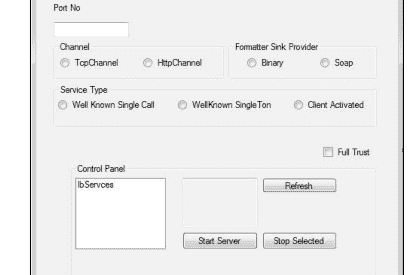 Port No
Channel
Formatter Sink Provider
TcpChannel
HttpChannel
Binary
Soap
Service Type
Well Known Single Call
WellKnown SingleTon
Client Activated
Full Trust
Control Panel
lbServces
Refresh
Start Server
Stop Selected